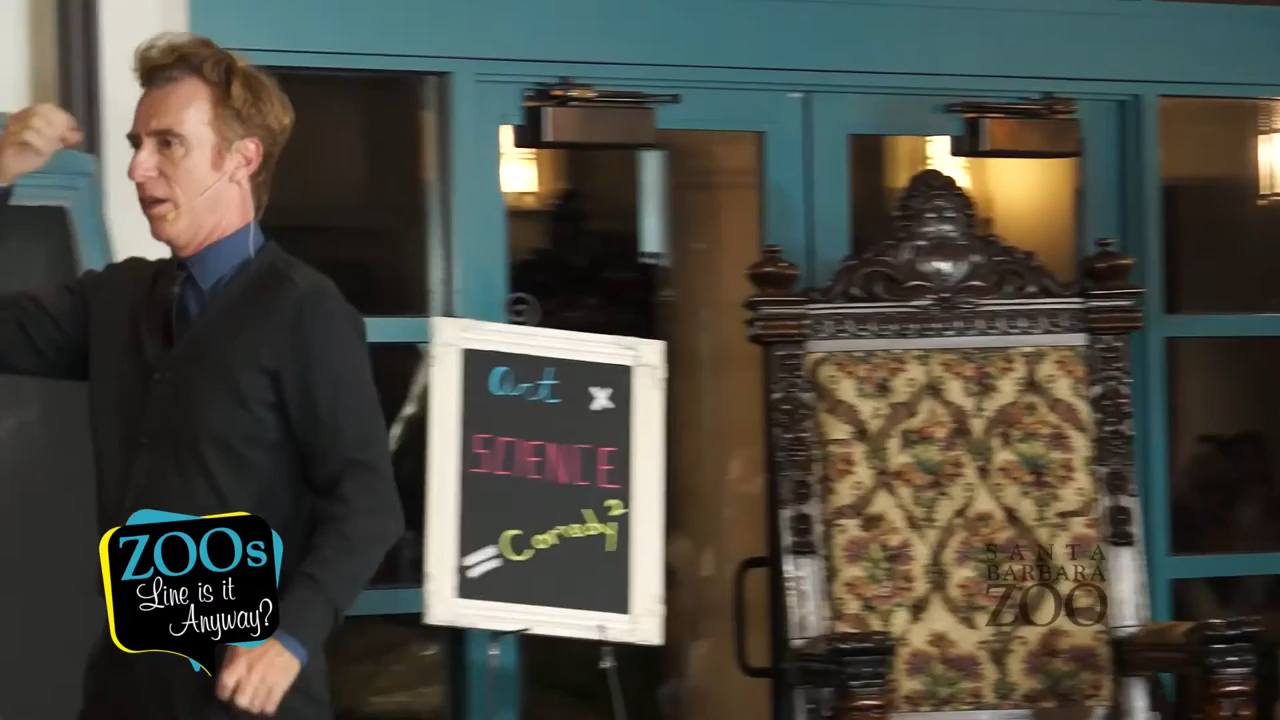 art x
SCIENCE
= Comedy²
ZOOs
Line is it
Anyway?
SANTA
BARBARA
ZOO